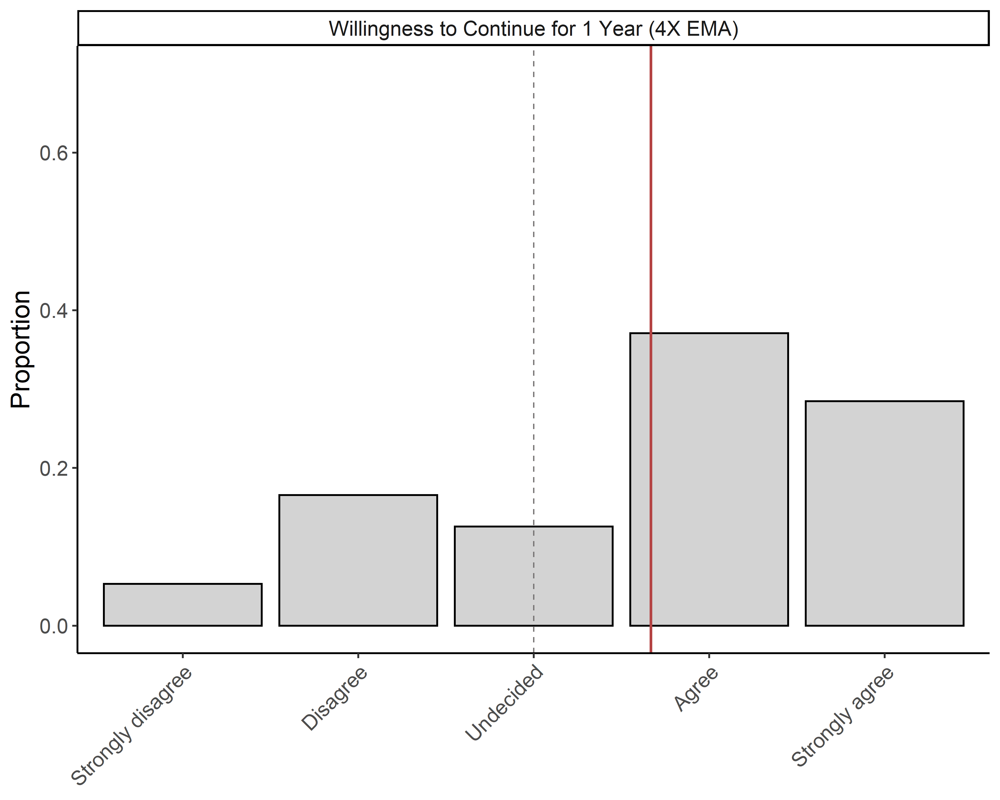 Willingness to Continue for 1 Year (4X EMA)
Proportion
0.6
0.4
0.2
0.0
Strongly disagree
Disagree
Undecided
Agree
Strongly agree